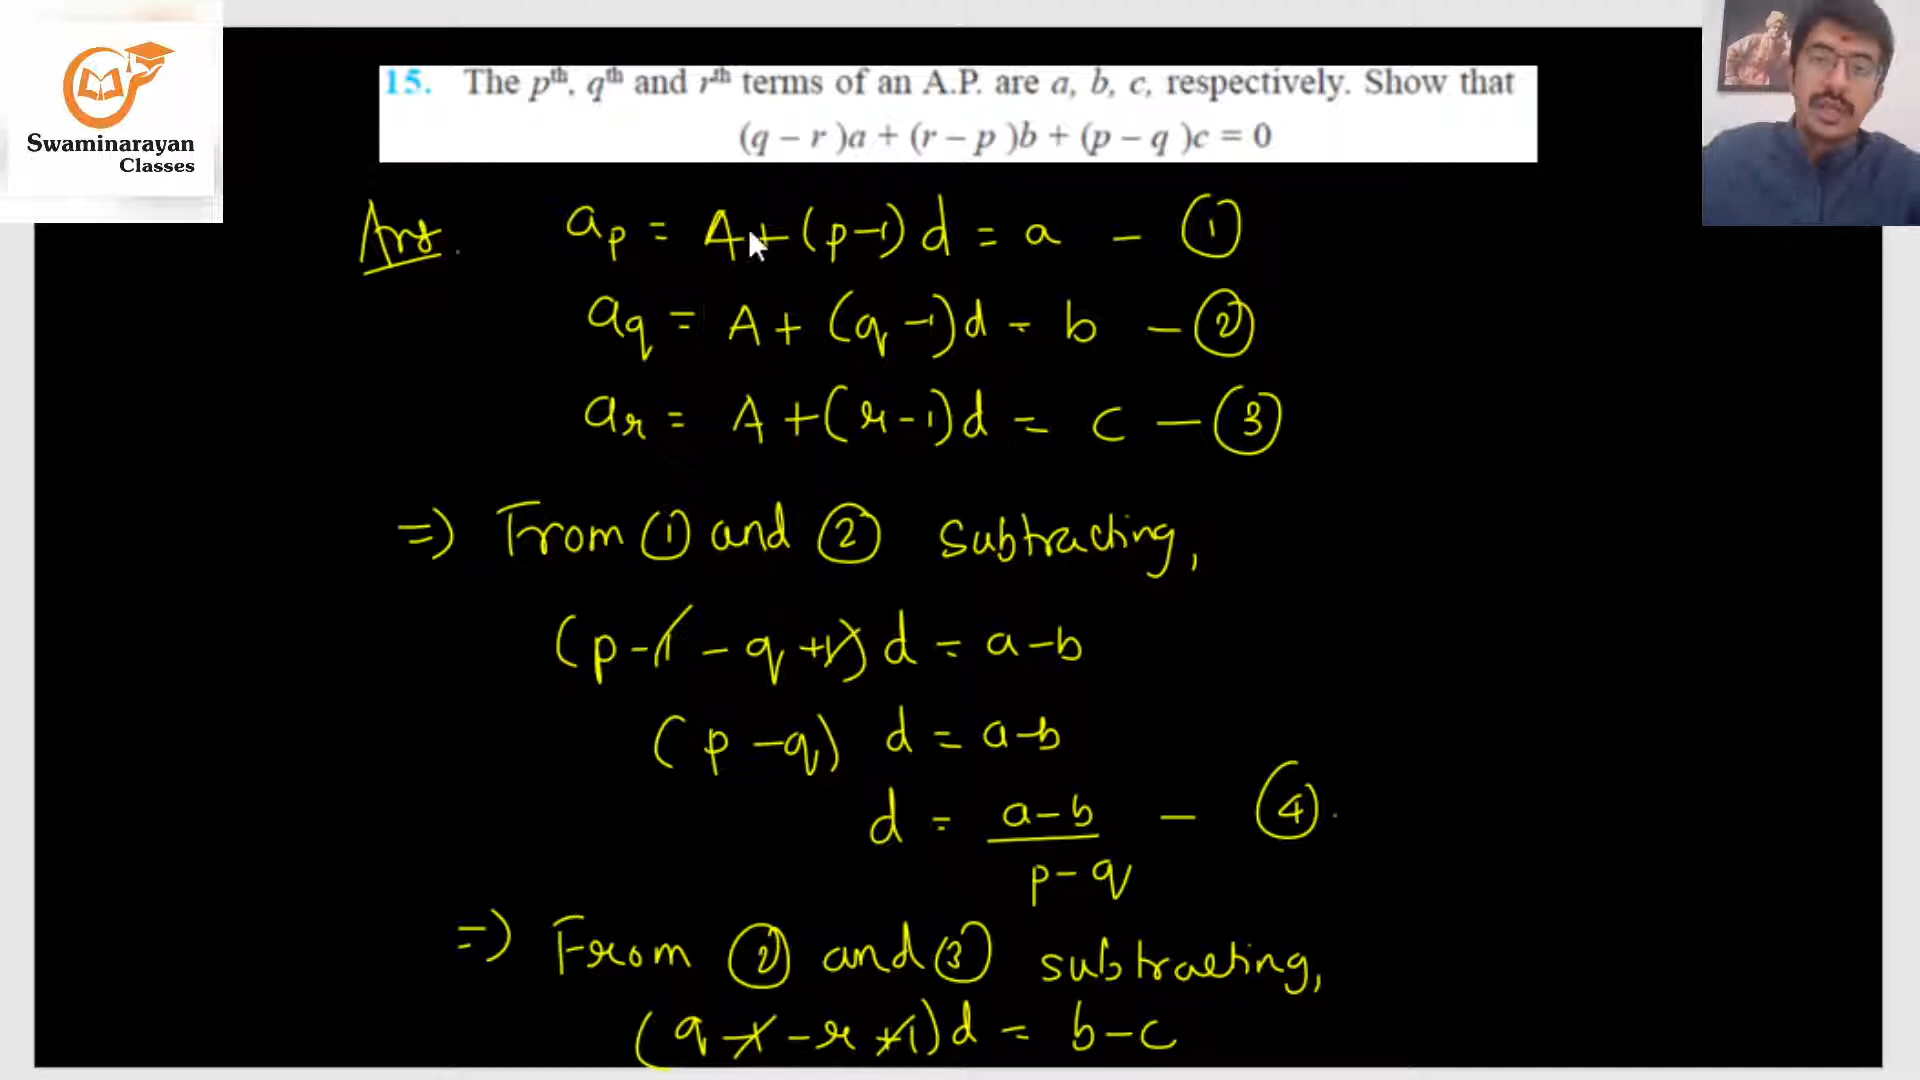 Swaminarayan
Classes
15. The pth, qth and rth terms of an A.P. are a, b, c, respectively. Show that
(q – r )a + (r – p )b + (p – q )c = 0
Ans.
ap = A+(p-1)d = a - ①
aq = A+(q-1)d = b - ②
ar = A+(r-1)d = c - ③
=) From ① and ② subtracting,
(p-1-q+1)d = a-b
(p-q) d = a-b
d = a-b/p-q - ④.
=) From ② and ③ subtracting,
(q-1-r+1)d = b-c